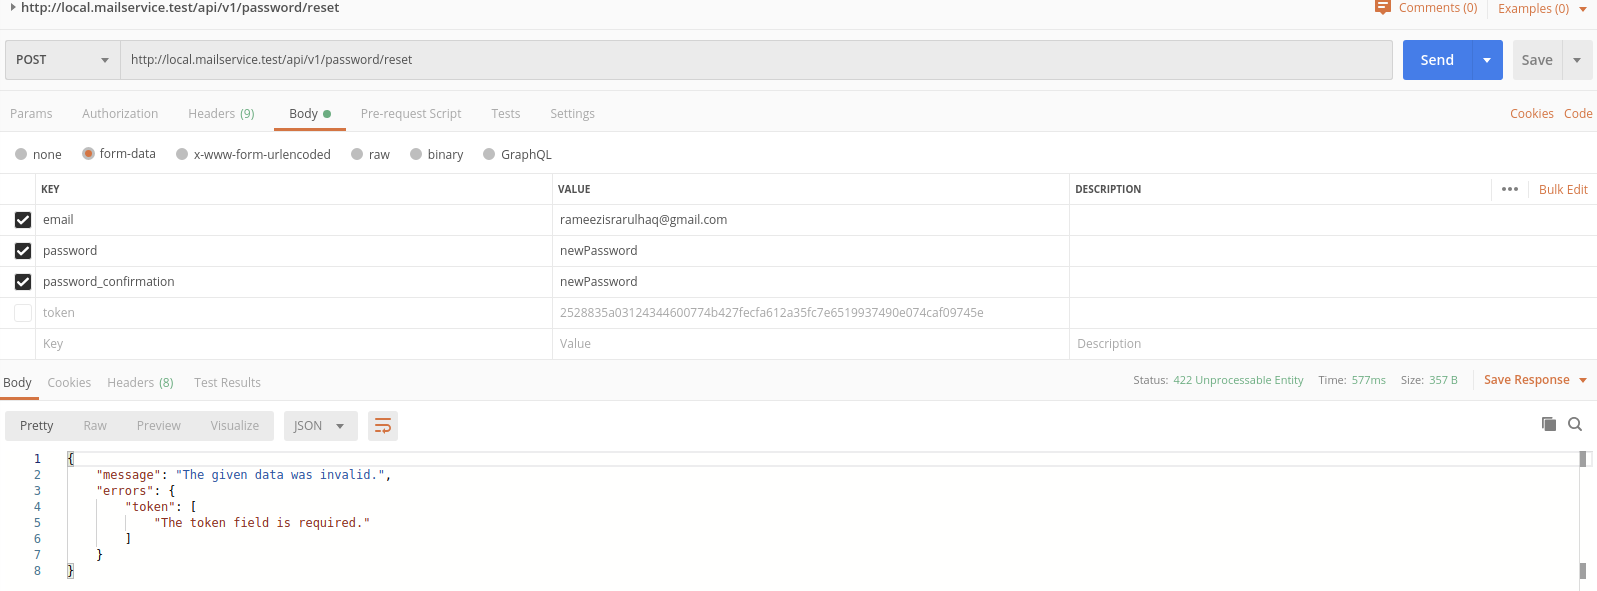 http://local.mailservice.test/api/v1/password/reset Comments (0) Examples (0)
POST http://local.mailservice.test/api/v1/password/reset Send Save
Params Authorization Headers (9) Body Pre-request Script Tests Settings Cookies Code
none form-data x-www-form-urlencoded raw binary GraphQL
KEY VALUE DESCRIPTION Bulk Edit
email rameezisrarulhaq@gmail.com
password newPassword
password_confirmation newPassword
token 2528835a03124344600774b427fecfa612a35fc7e6519937490e074caf09745e
Key Value Description
Body Cookies Headers (8) Test Results Status: 422 Unprocessable Entity Time: 577ms Size: 357 B Save Response
Pretty Raw Preview Visualize JSON
1 {
2 "message": "The given data was invalid.",
3 "errors": {
4 "token": [
5 "The token field is required."
6 ]
7 }
8 }